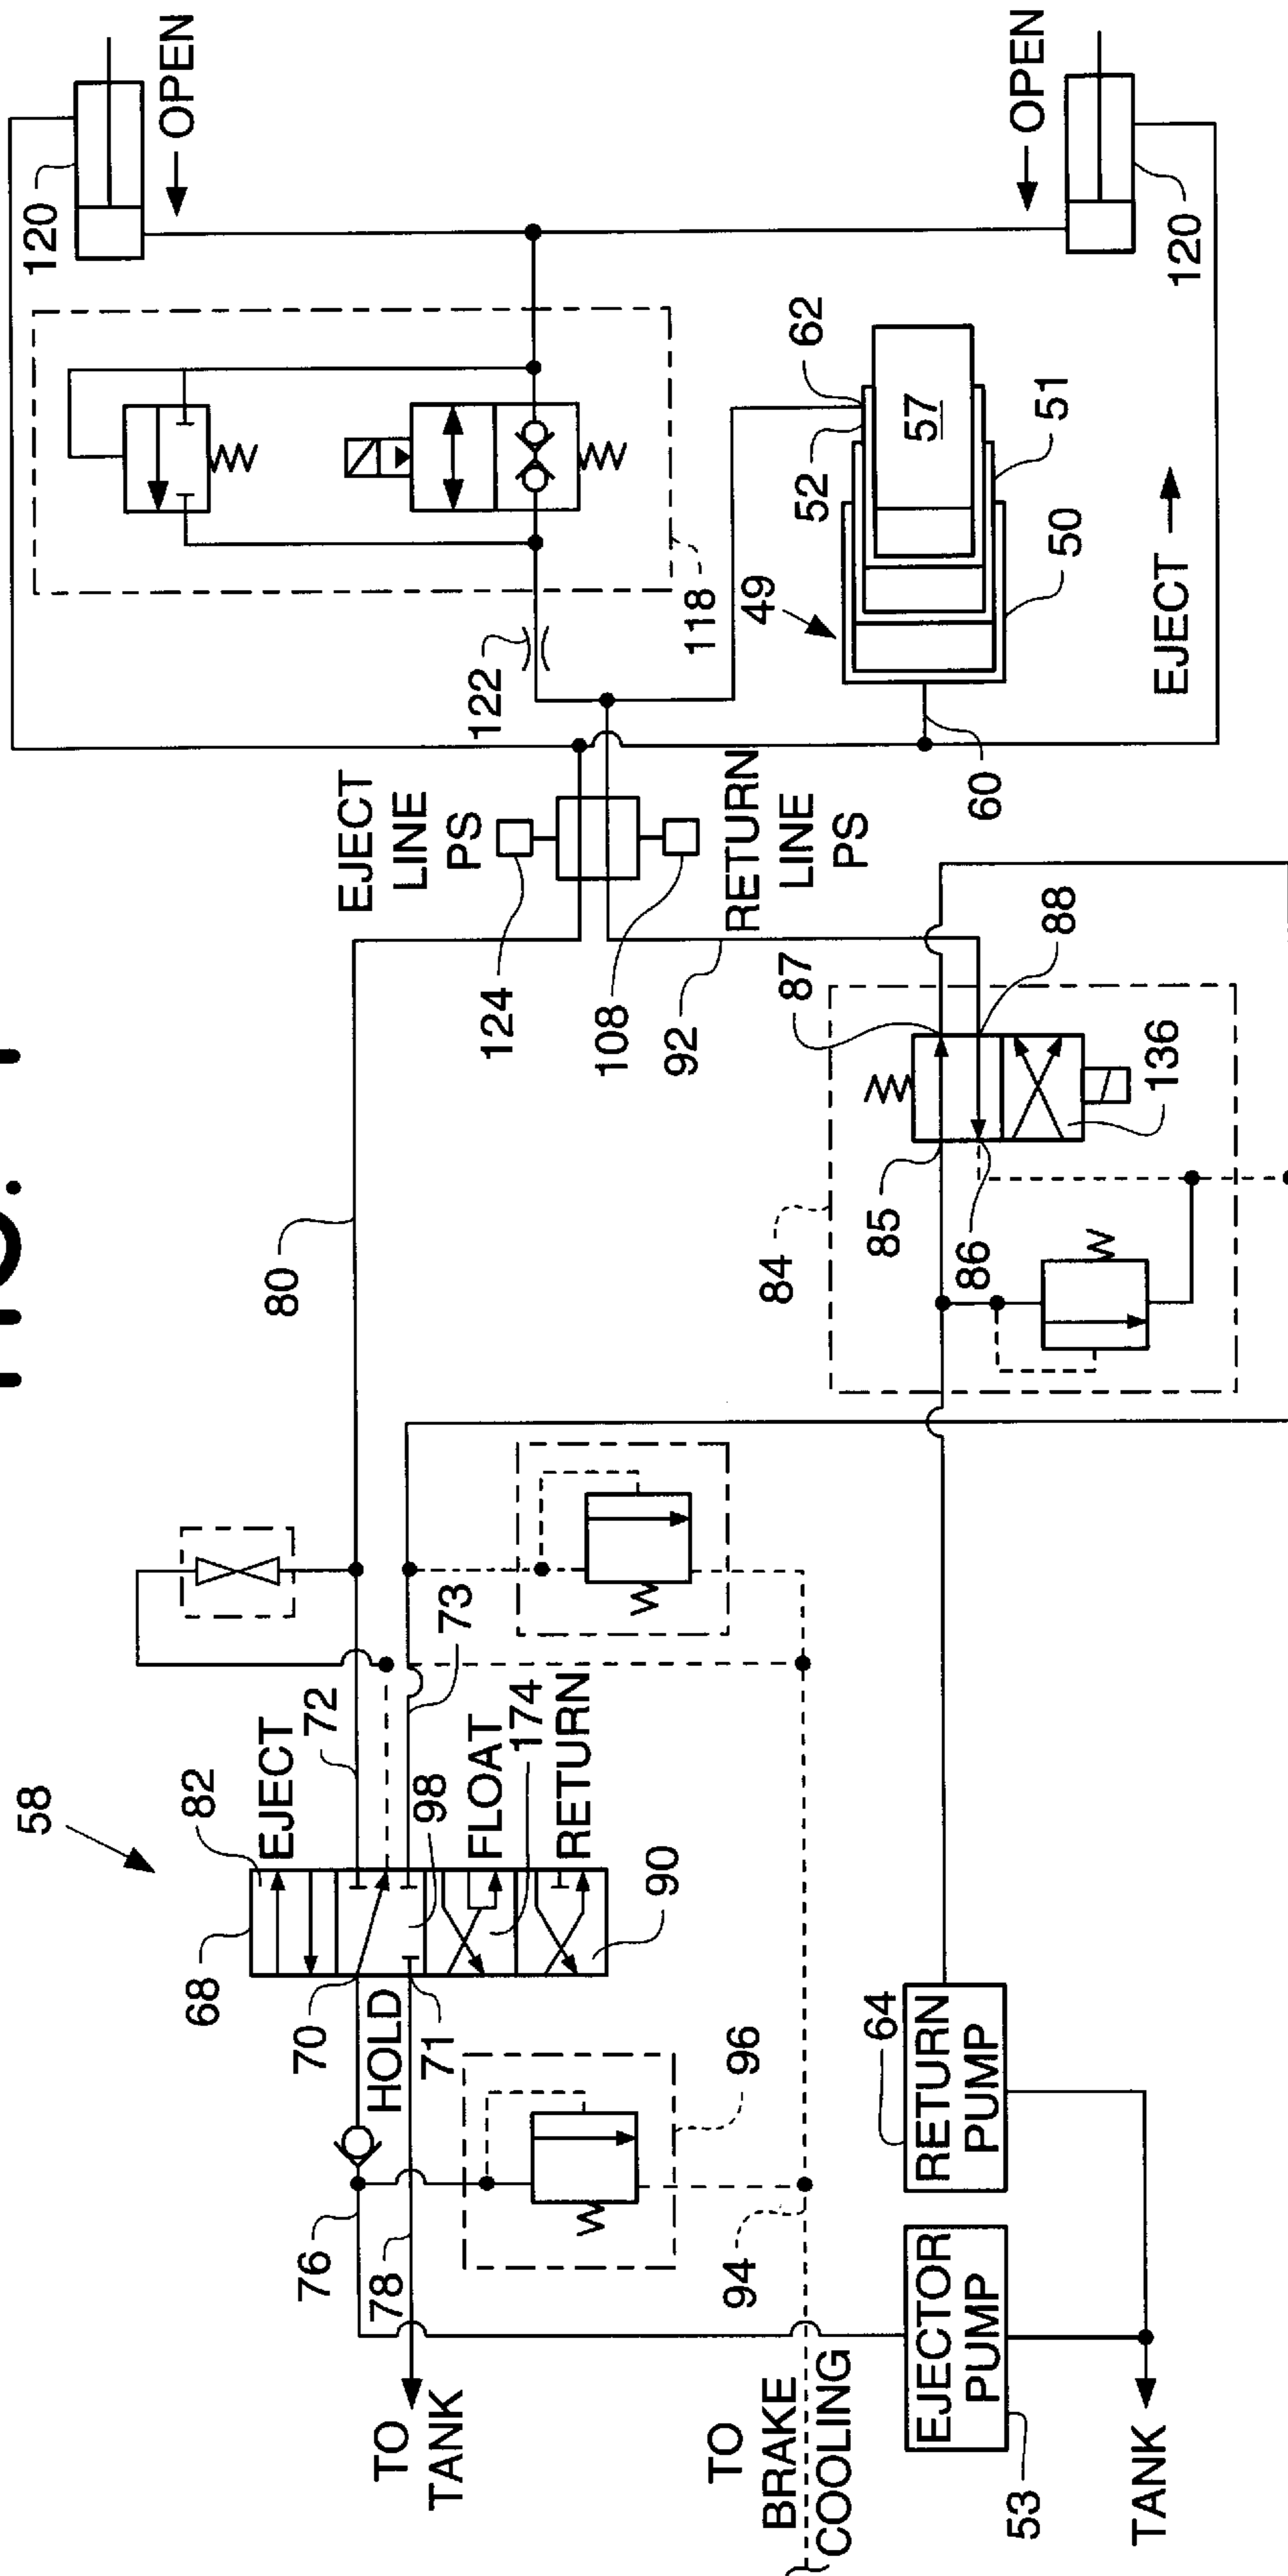 58
120
OPEN
68
82
EJECT
80
76
70
72
EJECT
LINE
PS
TO
TANK
78
HOLD
71
98
73
124
122
FLOAT
174
RETURN
108
118
96
90
92
RETURN
LINE
PS
49
52
62
TO
BRAKE
COOLING
94
84
87
85
57
EJECTOR
PUMP
64
RETURN
PUMP
86
88
60
50
51
53
136
TANK
EJECT
OPEN
120